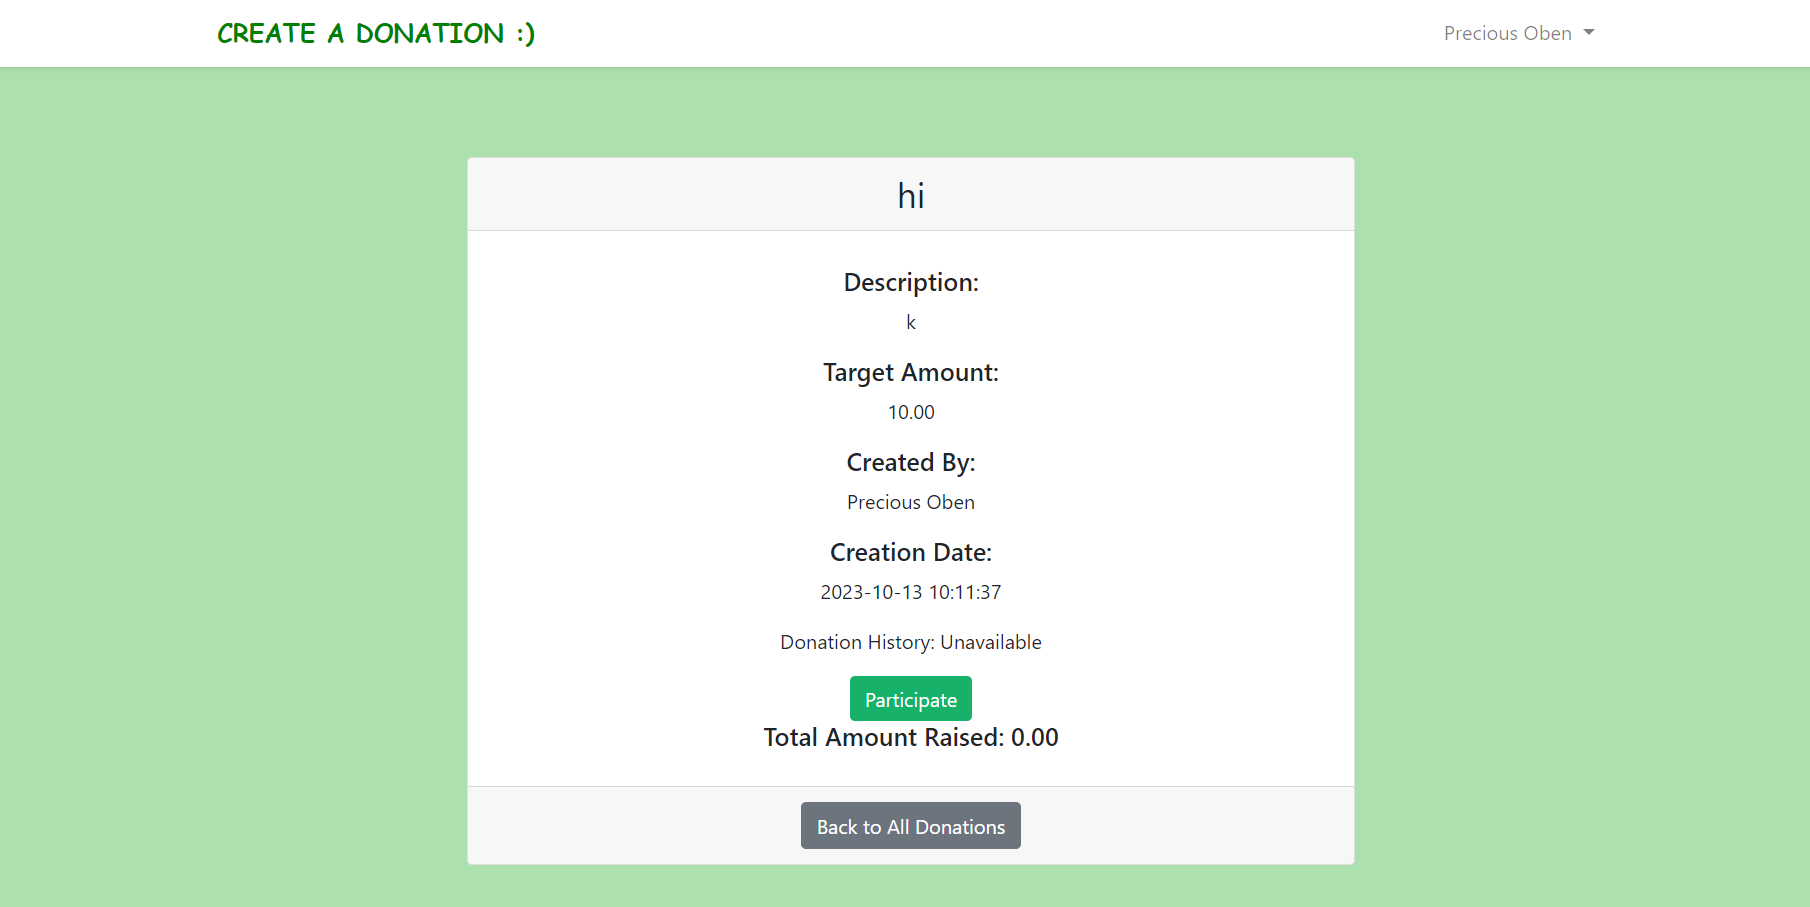 CREATE A DONATION :)
Precious Oben
hi
Description:
k
Target Amount:
10.00
Created By:
Precious Oben
Creation Date:
2023-10-13 10:11:37
Donation History: Unavailable
Participate
Total Amount Raised: 0.00
Back to All Donations